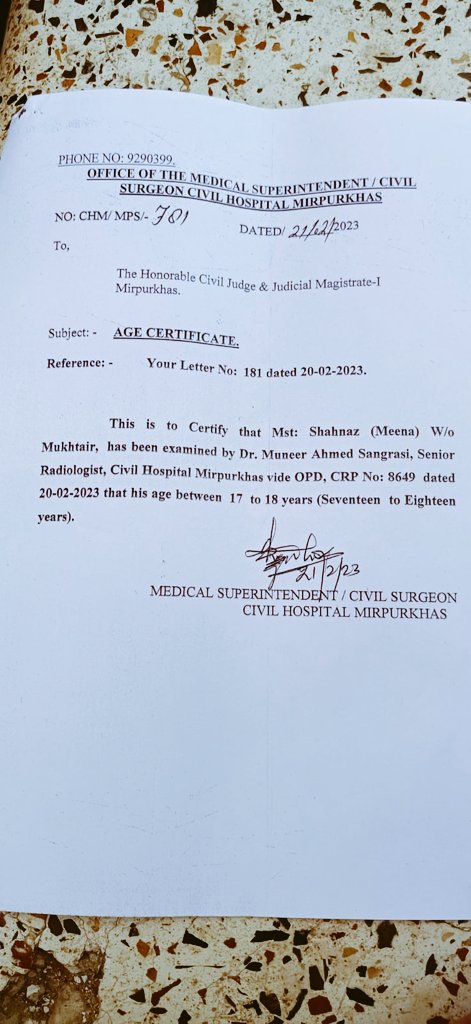 PHONE NO: 9290399.
OFFICE OF THE MEDICAL SUPERINTENDENT / CIVIL
SURGEON CIVIL HOSPITAL MIRPURKHAS
NO: CHM/ MPS/- 781
DATED/ 21/02/2023
To,
The Honorable Civil Judge & Judicial Magistrate-I
Mirpurkhas.
Subject: - AGE CERTIFICATE.
Reference: - Your Letter No: 181 dated 20-02-2023.
This is to Certify that Mst: Shahnaz (Meena) W/o
Mukhtair, has been examined by Dr. Muneer Ahmed Sangrasi, Senior
Radiologist, Civil Hospital Mirpurkhas vide OPD, CRP No: 8649 dated
20-02-2023 that his age between 17 to 18 years (Seventeen to Eighteen
years).
21/2/23
MEDICAL SUPERINTENDENT / CIVIL SURGEON
CIVIL HOSPITAL MIRPURKHAS